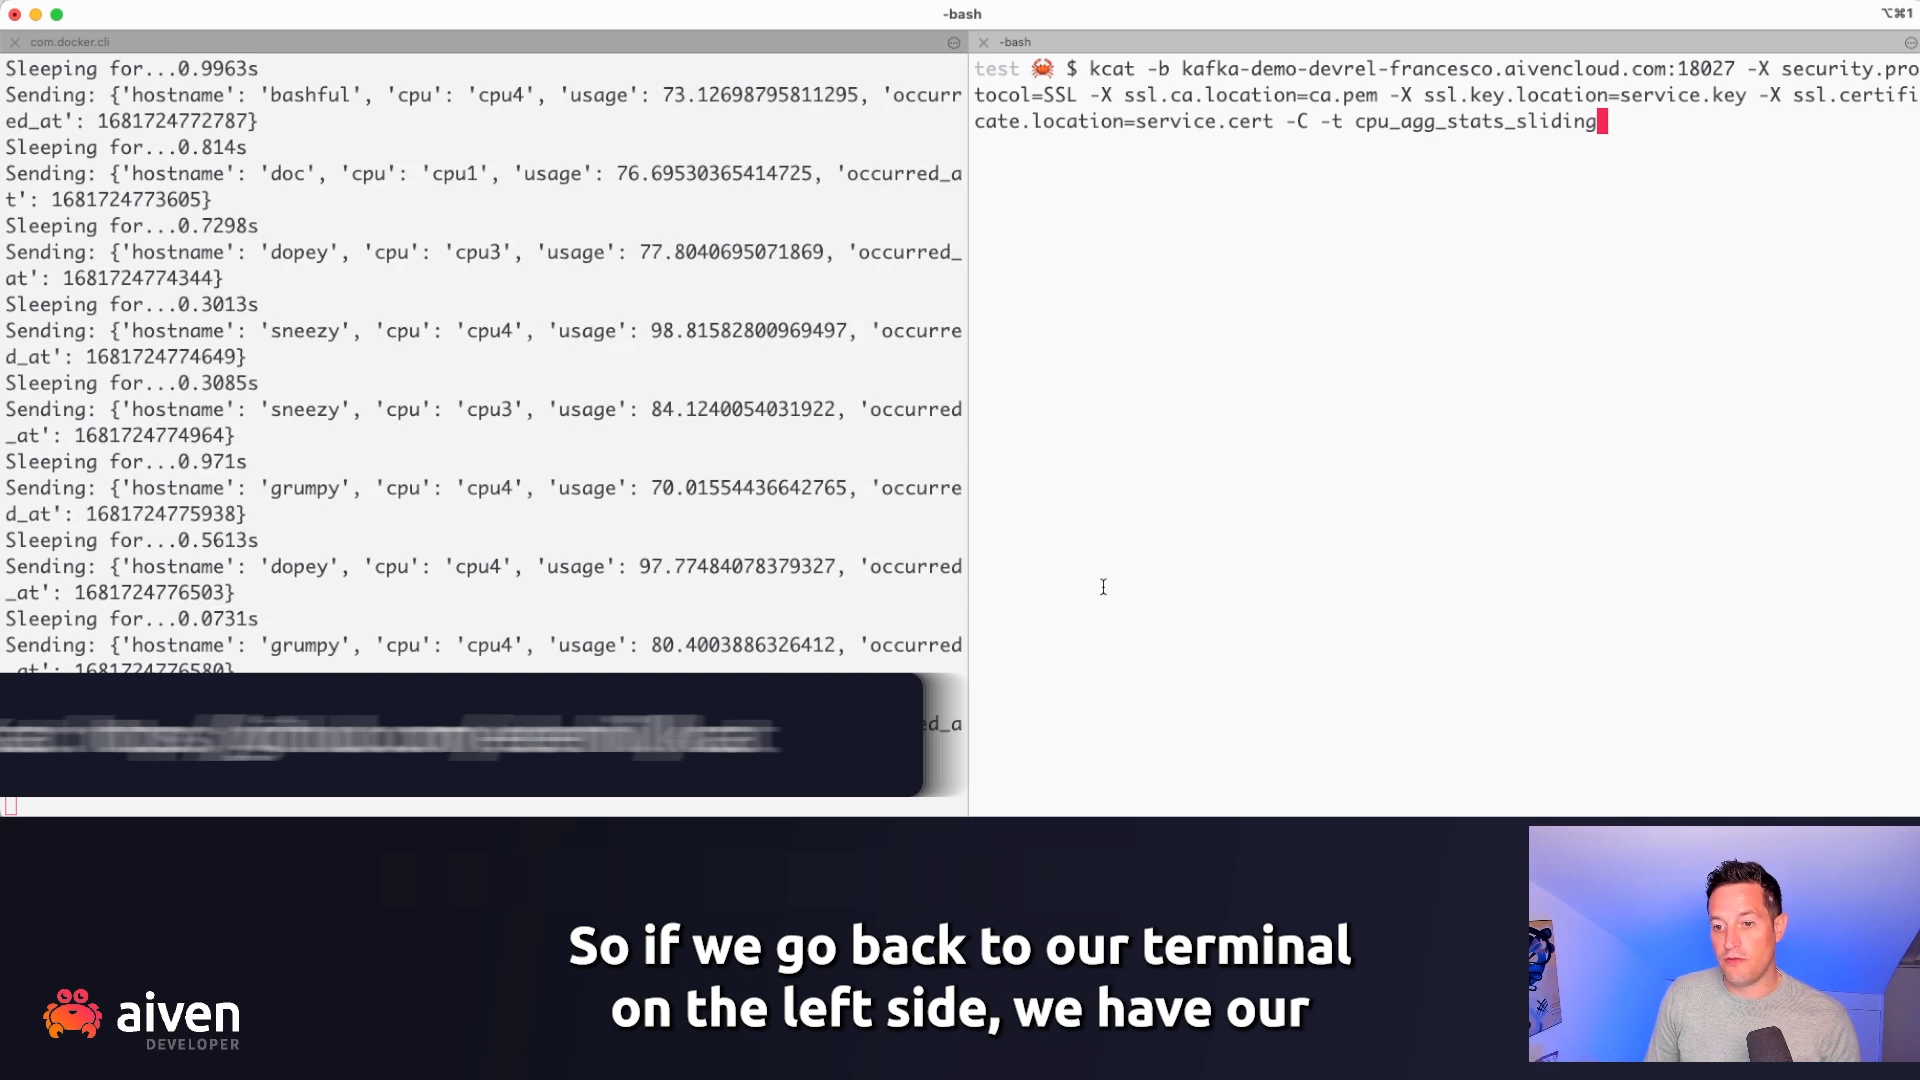 -bash
⌥⌘1
com.docker.cli
-bash
Sleeping for...0.9963s
Sending: {'hostname': 'bashful', 'cpu': 'cpu4', 'usage': 73.12698795811295, 'occurr
ed_at': 1681724772787}
Sleeping for...0.814s
Sending: {'hostname': 'doc', 'cpu': 'cpu1', 'usage': 76.69530365414725, 'occurred_a
t': 1681724773605}
Sleeping for...0.7298s
Sending: {'hostname': 'dopey', 'cpu': 'cpu3', 'usage': 77.8040695071869, 'occurred_
at': 1681724774344}
Sleeping for...0.3013s
Sending: {'hostname': 'sneezy', 'cpu': 'cpu4', 'usage': 98.81582800969497, 'occurre
d_at': 1681724774649}
Sleeping for...0.3085s
Sending: {'hostname': 'sneezy', 'cpu': 'cpu3', 'usage': 84.1240054031922, 'occurred
_at': 1681724774964}
Sleeping for...0.971s
Sending: {'hostname': 'grumpy', 'cpu': 'cpu4', 'usage': 70.01554436642765, 'occurre
d_at': 1681724775938}
Sleeping for...0.5613s
Sending: {'hostname': 'dopey', 'cpu': 'cpu4', 'usage': 97.77484078379327, 'occurred
_at': 1681724776503}
Sleeping for...0.0731s
Sending: {'hostname': 'grumpy', 'cpu': 'cpu4', 'usage': 80.4003886326412, 'occurred
_at': 1681724776580}
ed_a
test 🦀 $ kcat -b kafka-demo-devrel-francesco.aivencloud.com:18027 -X security.pro
tocol=SSL -X ssl.ca.location=ca.pem -X ssl.key.location=service.key -X ssl.certifi
cate.location=service.cert -C -t cpu_agg_stats_sliding
So if we go back to our terminal
on the left side, we have our
aiven
DEVELOPER